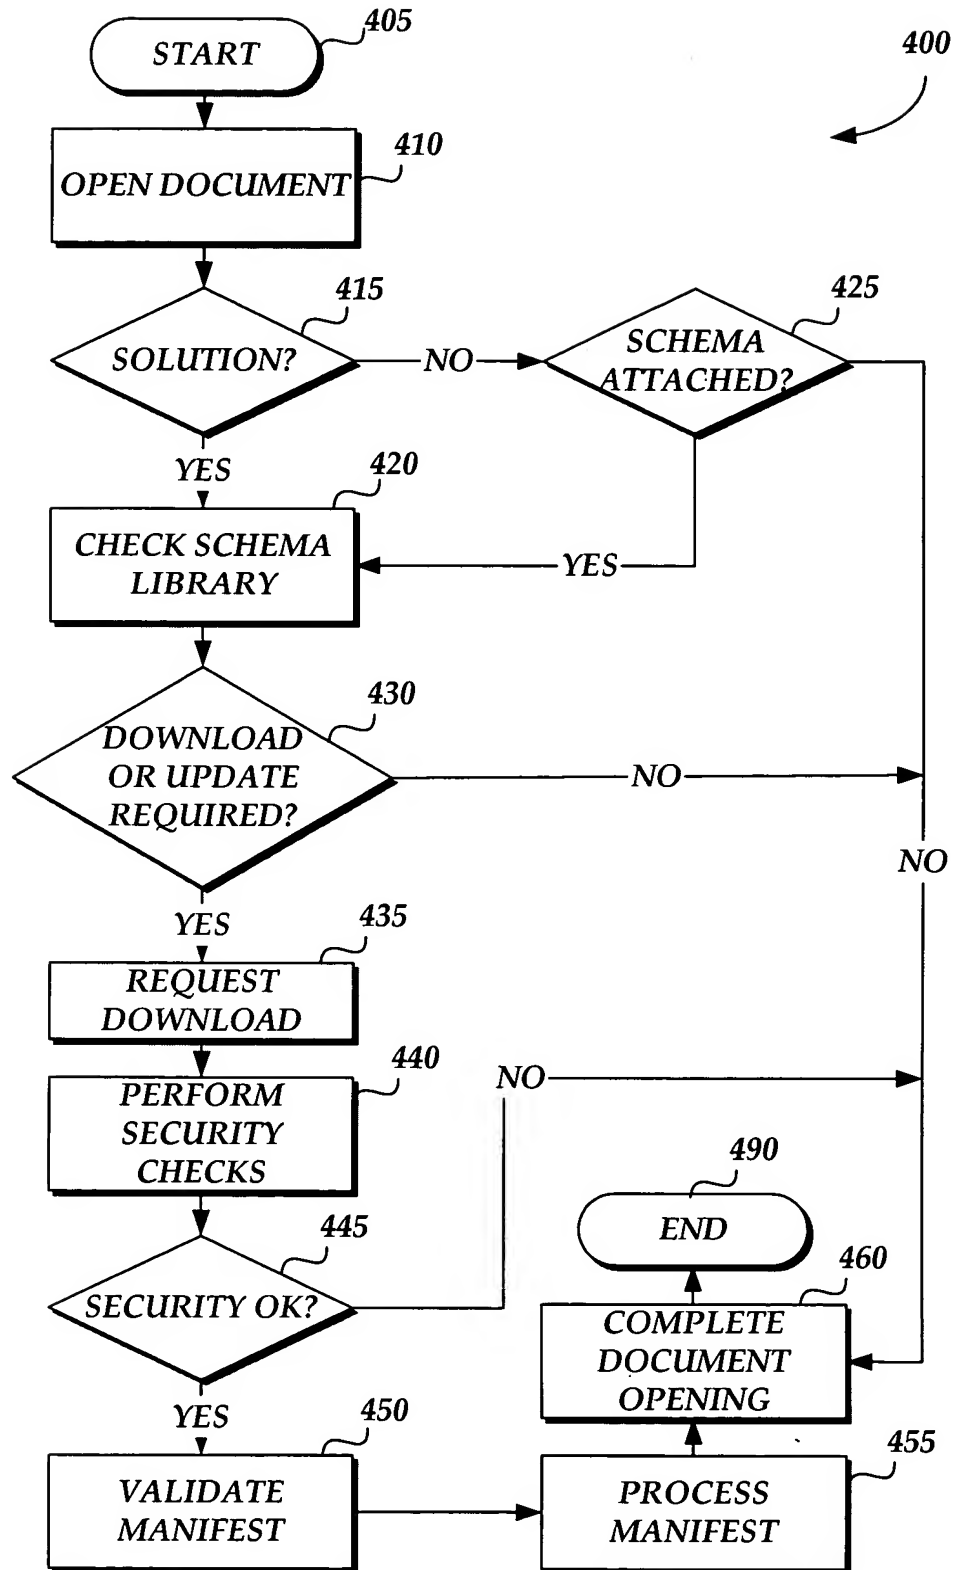 405
START
400
410
OPEN DOCUMENT
415
SOLUTION?
NO
425
SCHEMA
ATTACHED?
YES
420
CHECK SCHEMA
LIBRARY
YES
430
DOWNLOAD
OR UPDATE
REQUIRED?
NO
NO
YES
435
REQUEST
DOWNLOAD
440
PERFORM
SECURITY
CHECKS
NO
445
SECURITY OK?
490
END
460
COMPLETE
DOCUMENT
OPENING
YES
450
VALIDATE
MANIFEST
455
PROCESS
MANIFEST